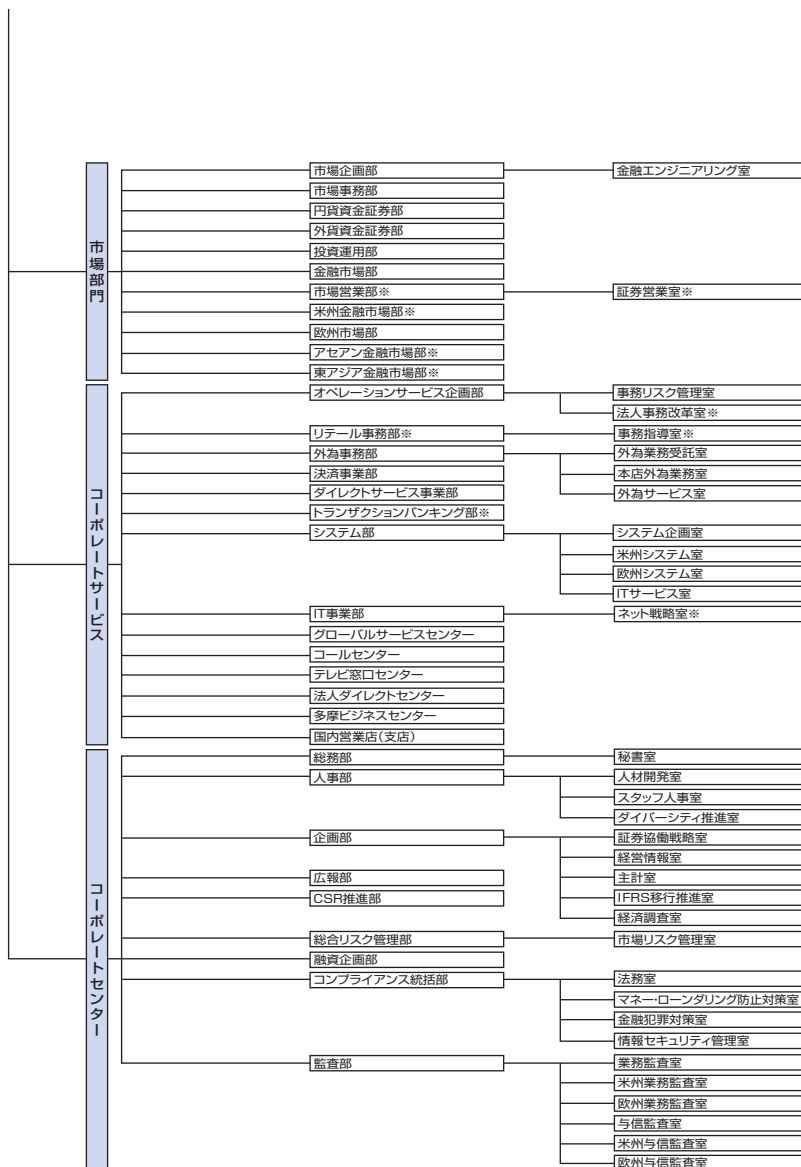 市場部門
市場企画部 金融エンジニアリング室
市場事務部
円貨資金証券部
外貨資金証券部
投資運用部
金融市場部
市場営業部※ 証券営業室※
米州金融市場部※
欧州市場部
アセアン金融市場部※
東アジア金融市場部※
コーポレートサービス
オペレーションサービス企画部 事務リスク管理室
法人事務改革室※
リテール事務部※ 事務指導室※
外為事務部 外為業務受託室
決済事業部 本店外為業務室
ダイレクトサービス事業部 外為サービス室
トランザクションバンキング部※
システム部 システム企画室
米州システム室
欧州システム室
ITサービス室
IT事業部 ネット戦略室※
グローバルサービスセンター
コールセンター
テレビ窓口センター
法人ダイレクトセンター
多摩ビジネスセンター
国内営業店（支店）
コーポレートセンター
総務部 秘書室
人事部 人材開発室
スタッフ人事室
ダイバーシティ推進室
企画部 証券協働戦略室
経営情報室
広報部 主計室
CSR推進部 IFRS移行推進室
経済調査室
総合リスク管理部 市場リスク管理室
融資企画部
コンプライアンス統括部 法務室
マネー・ローンダリング防止対策室
金融犯罪対策室
情報セキュリティ管理室
監査部 業務監査室
米州業務監査室
欧州業務監査室
与信監査室
米州与信監査室
欧州与信監査室